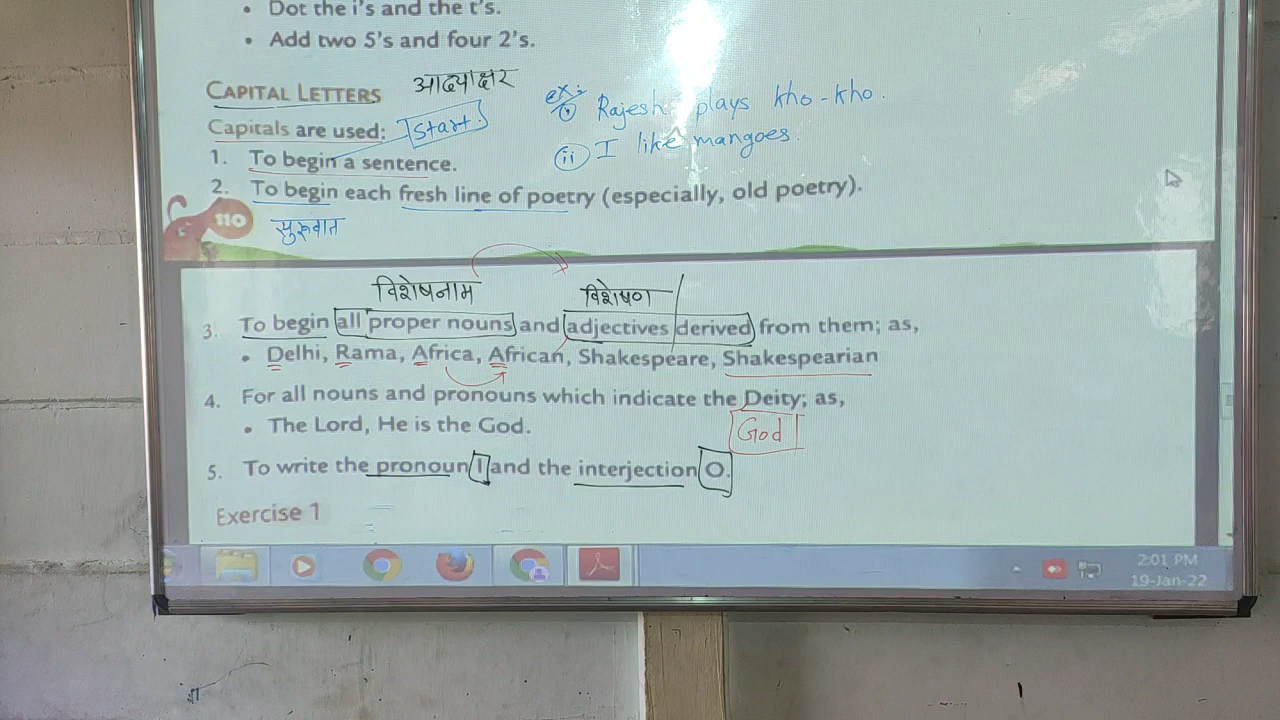 • Dot the i's and the t's.
• Add two 5's and four 2's.
CAPITAL LETTERS आद्याक्षर
ex:
(i) Rajesh plays kho-kho.
Capitals are used: Start.
(ii) I like mangoes.
1. To begin a sentence.
2. To begin each fresh line of poetry (especially, old poetry).
110
सुरुवात
विशेषनाम विशेषण
3. To begin all proper nouns and adjectives derived from them; as,
• Delhi, Rama, Africa, African, Shakespeare, Shakespearian
4. For all nouns and pronouns which indicate the Deity; as,
• The Lord, He is the God. God
5. To write the pronoun I and the interjection O.
Exercise 1
2:01 PM
19-Jan-22